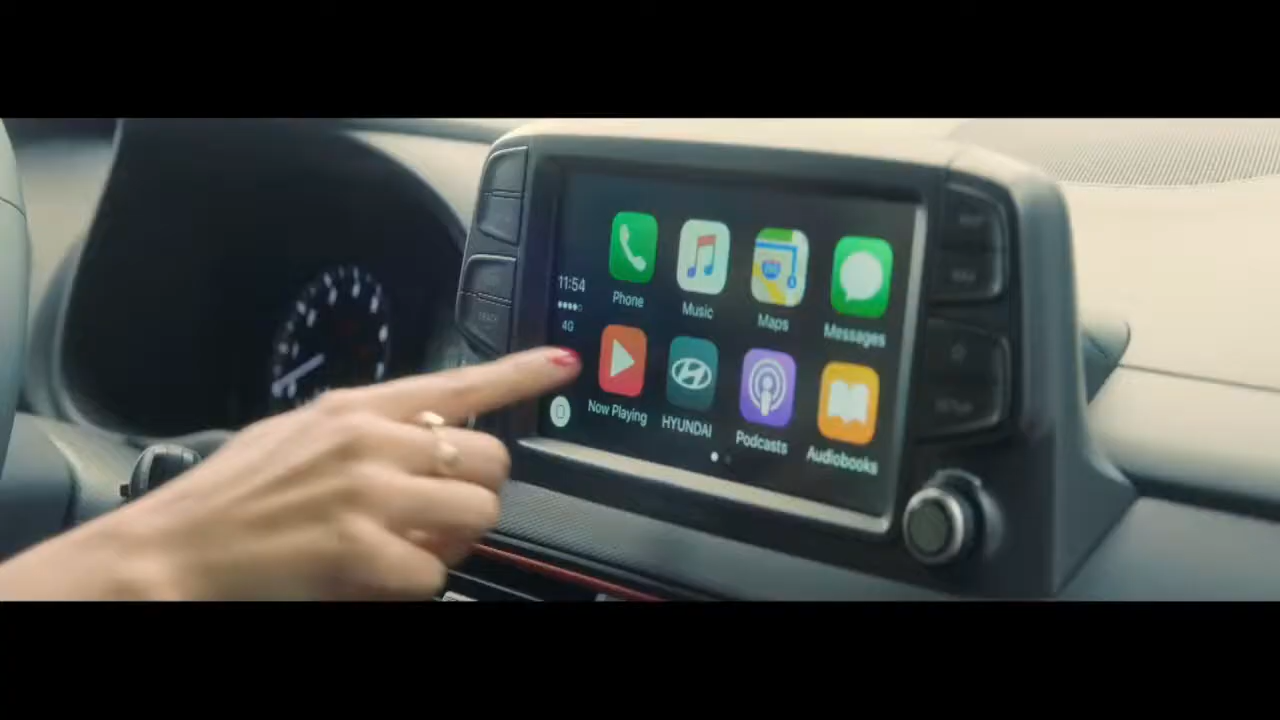 11:54
4G
Phone
Music
Maps
Messages
Now Playing
HYUNDAI
Podcasts
Audiobooks